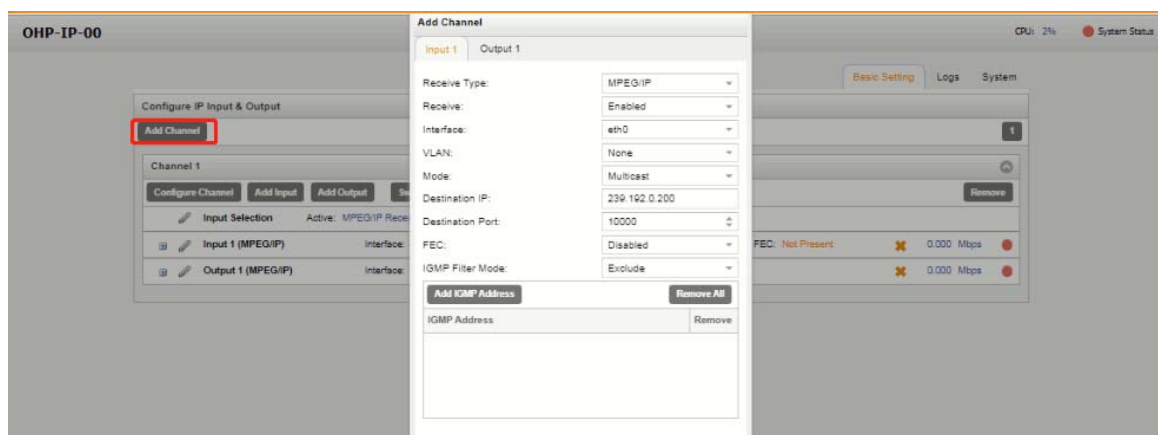 OHP-IP-00
CPU: 2% System Status
Basic Setting Logs System
Configure IP Input & Output
Add Channel
1
Channel 1
Configure Channel Add Input Add Output
Remove
Input Selection Active: MPEG/IP
Input 1 (MPEG/IP) Interface: FEC: Not Present 0.000 Mbps
Output 1 (MPEG/IP) Interface: 0.000 Mbps
Add Channel
Input 1 Output 1
Receive Type: MPEG/IP
Receive: Enabled
Interface: eth0
VLAN: None
Mode: Multicast
Destination IP: 239.192.0.200
Destination Port: 10000
FEC: Disabled
IGMP Filter Mode: Exclude
Add IGMP Address Remove All
IGMP Address Remove